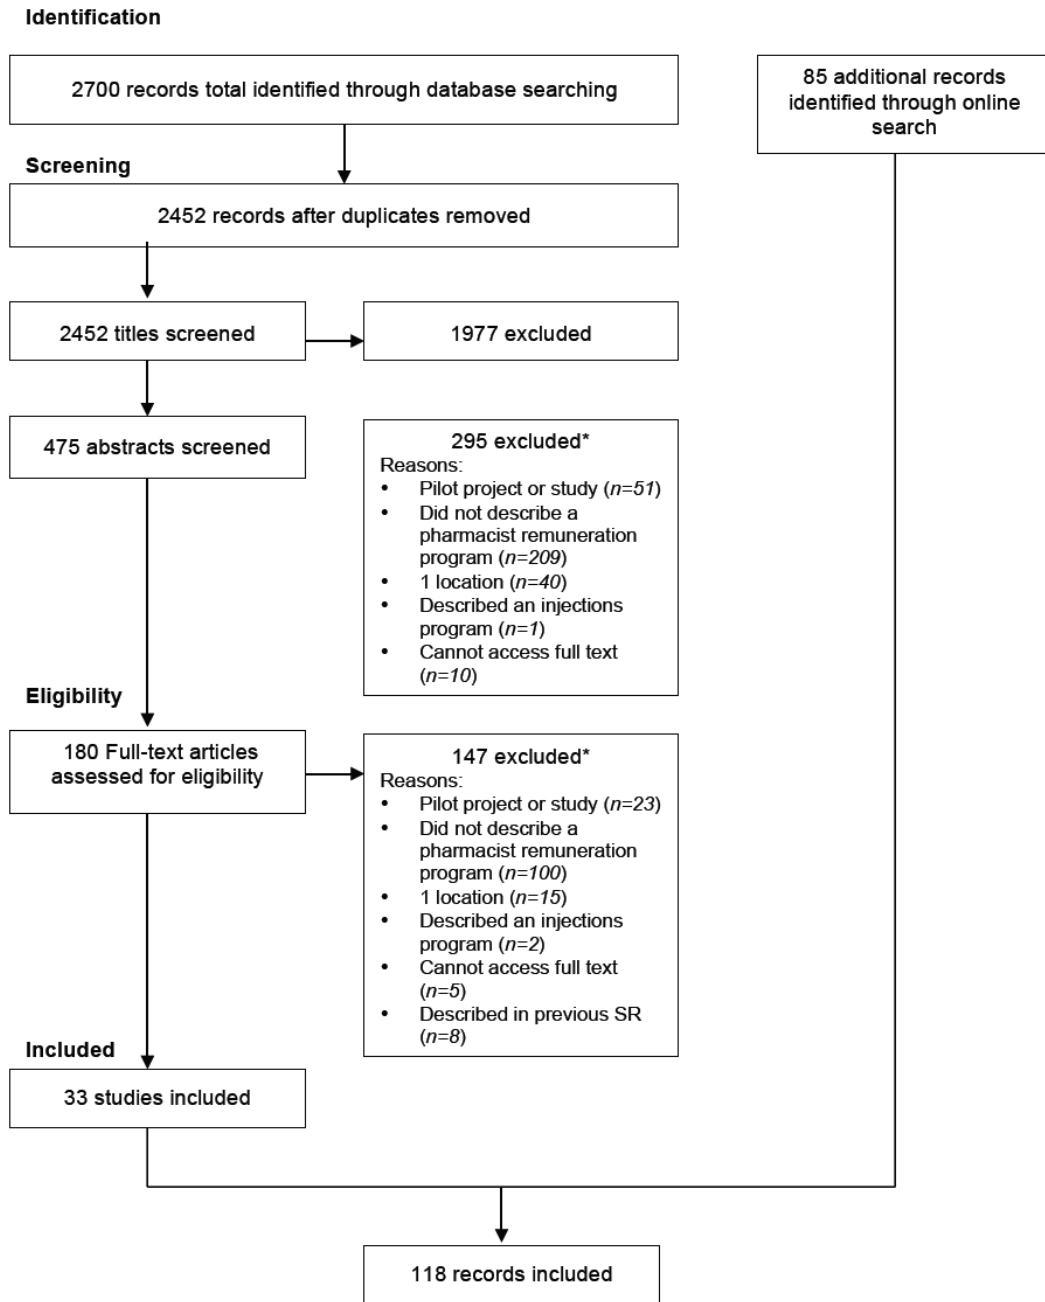 Identification
2700 records total identified through database searching
85 additional records
identified through online
search
Screening
2452 records after duplicates removed
2452 titles screened
1977 excluded
475 abstracts screened
295 excluded*
Reasons:
• Pilot project or study (n=51)
• Did not describe a
pharmacist remuneration
program (n=209)
• 1 location (n=40)
• Described an injections
program (n=1)
• Cannot access full text
(n=10)
Eligibility
180 Full-text articles
assessed for eligibility
147 excluded*
Reasons:
• Pilot project or study (n=23)
• Did not describe a
pharmacist remuneration
program (n=100)
• 1 location (n=15)
• Described an injections
program (n=2)
• Cannot access full text
(n=5)
• Described in previous SR
(n=8)
Included
33 studies included
118 records included